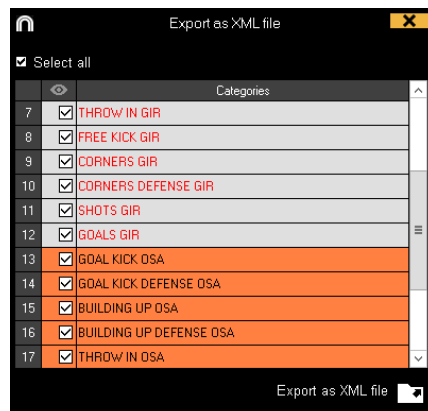 Export as XML file
Select all
Categories
7 THROW IN GIR
8 FREE KICK GIR
9 CORNERS GIR
10 CORNERS DEFENSE GIR
11 SHOTS GIR
12 GOALS GIR
13 GOAL KICK OSA
14 GOAL KICK DEFENSE OSA
15 BUILDING UP OSA
16 BUILDING UP DEFENSE OSA
17 THROW IN OSA
Export as XML file